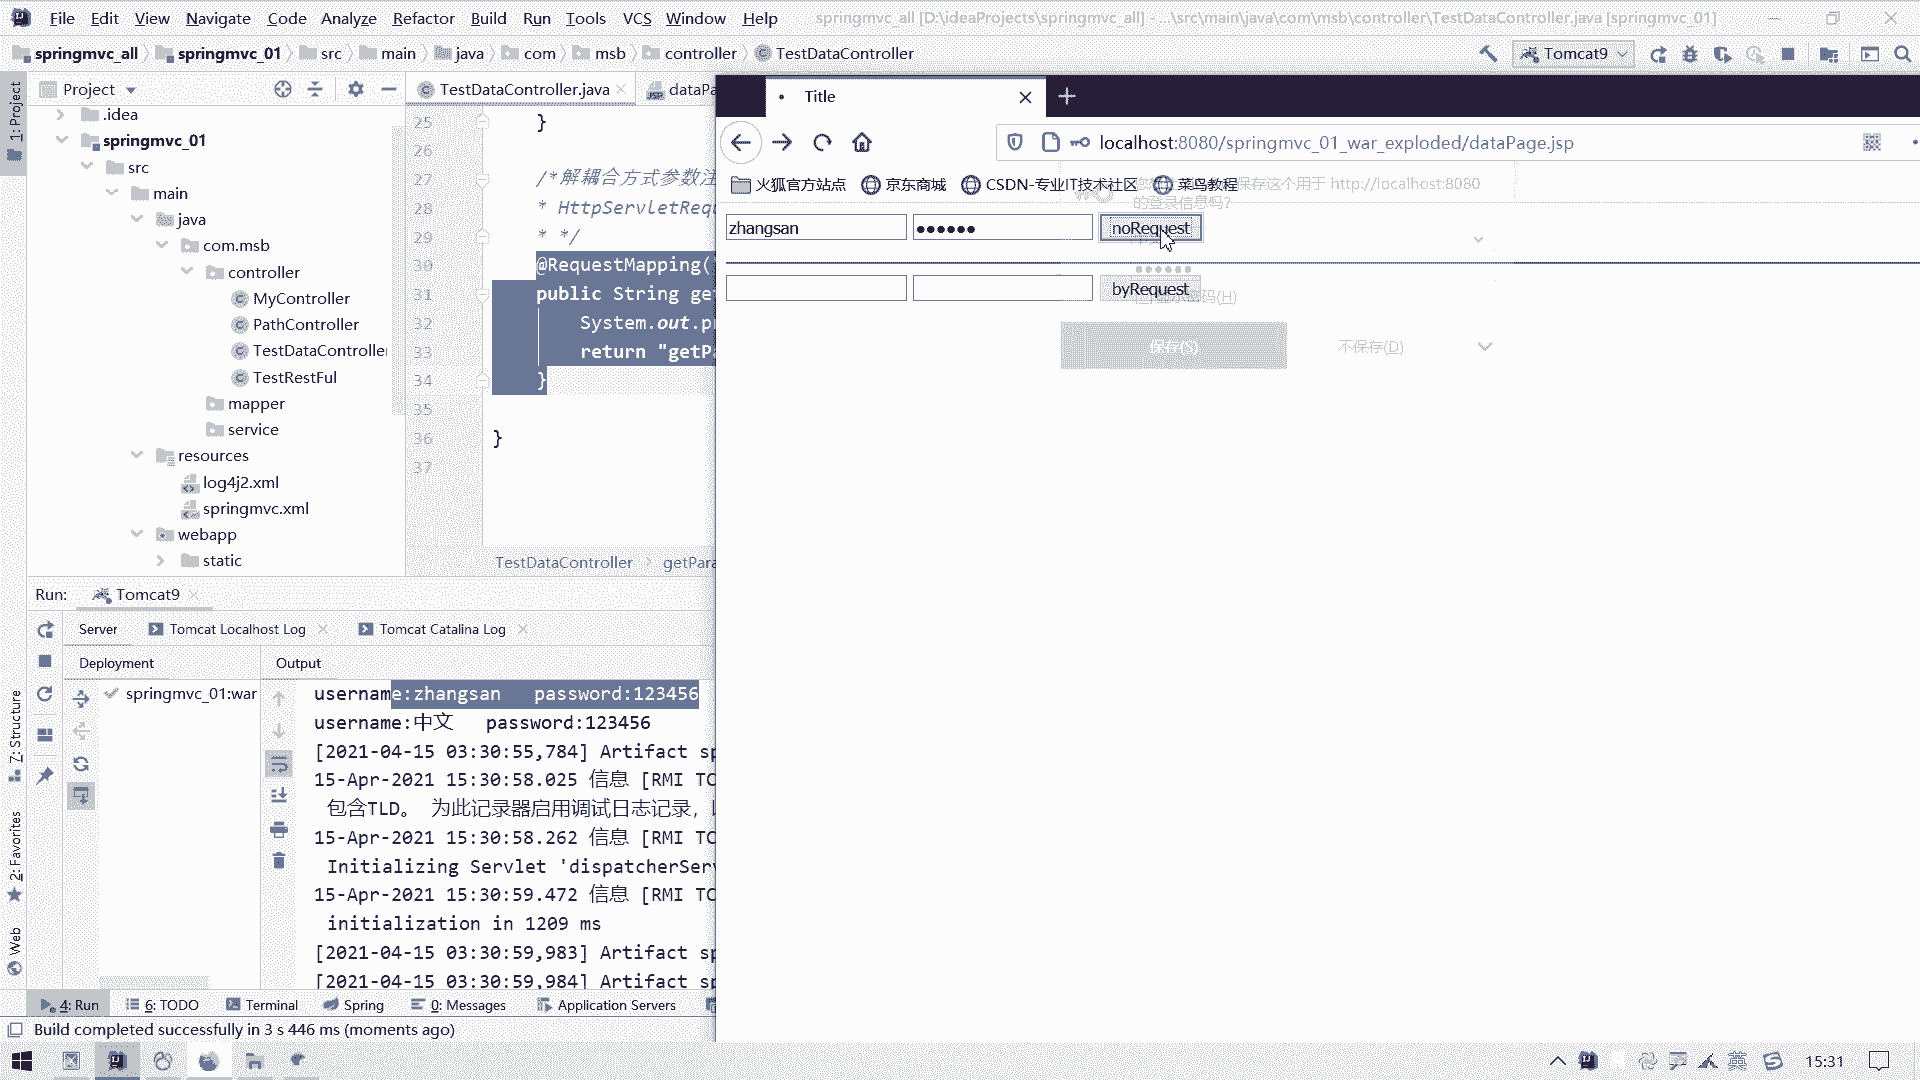 File Edit View Navigate Code Analyze Refactor Build Run Tools VCS Window Help springmvc_all [D:\ideaProjects\springmvc_all] - ...\src\main\java\com\msb\controller\TestDataController.java [springmvc_01]
springmvc_all springmvc_01 src main java com msb controller TestDataController Tomcat9
Project
TestDataController.java
dataPa
.idea
springmvc_01
src
main
java
com.msb
controller
MyController
PathController
TestDataController
TestRestFul
mapper
service
resources
log4j2.xml
springmvc.xml
webapp
static
25 }
26
27 /*解耦合方式参数注
28 * HttpServletRequ
29 * */
30 @RequestMapping(
31 public String get
32 System.out.pr
33 return "getPa
34 }
35
36 }
37
TestDataController getPara
Title
localhost:8080/springmvc_01_war_exploded/dataPage.jsp
火狐官方站点 京东商城 CSDN-专业IT技术社区 菜鸟教程
保存这个用于 http://localhost:8080
的登录信息吗?
zhangsan ●●●●●● noRequest
●●●●●●
byRequest
保存(S) 不保存(D)
Run: Tomcat9
Server Tomcat Localhost Log Tomcat Catalina Log
Deployment Output
springmvc_01:war
username:zhangsan password:123456
username:中文 password:123456
[2021-04-15 03:30:55,784] Artifact sp
15-Apr-2021 15:30:58.025 信息 [RMI TC
包含TLD。 为此记录器启用调试日志记录,
15-Apr-2021 15:30:58.262 信息 [RMI TC
Initializing Servlet 'dispatcherServ
15-Apr-2021 15:30:59.472 信息 [RMI TC
initialization in 1209 ms
[2021-04-15 03:30:59,983] Artifact sp
[2021-04-15 03:30:59,984] Artifact sp
1: Project
7: Structure
2: Favorites
Web
4: Run 6: TODO Terminal Spring 0: Messages Application Servers
Build completed successfully in 3 s 446 ms (moments ago)
英 15:31